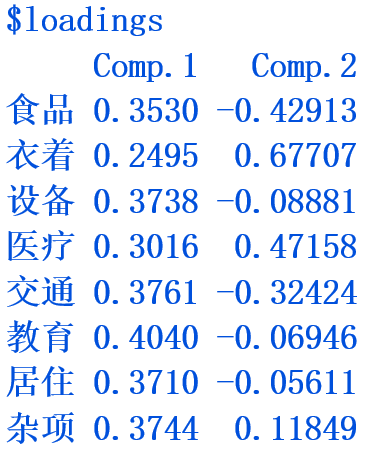 $loadings
Comp.1 Comp.2
食品 0.3530 -0.42913
衣着 0.2495 0.67707
设备 0.3738 -0.08881
医疗 0.3016 0.47158
交通 0.3761 -0.32424
教育 0.4040 -0.06946
居住 0.3710 -0.05611
杂项 0.3744 0.11849